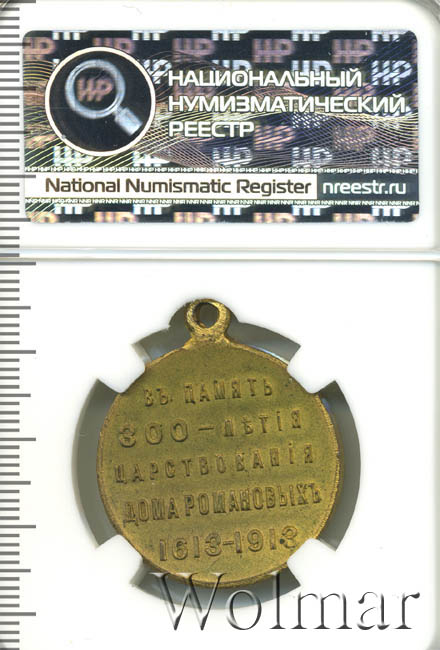 НАЦИОНАЛЬНЫЙ
НУМИЗМАТИЧЕСКИЙ
РЕЕСТР
National Numismatic Register nreestr.ru
ВЪ ПАМЯТЬ
300-ЛѢТІЯ
ЦАРСТВОВАНІЯ
ДОМА РОМАНОВЫХЪ
1613-1913
Wolmar